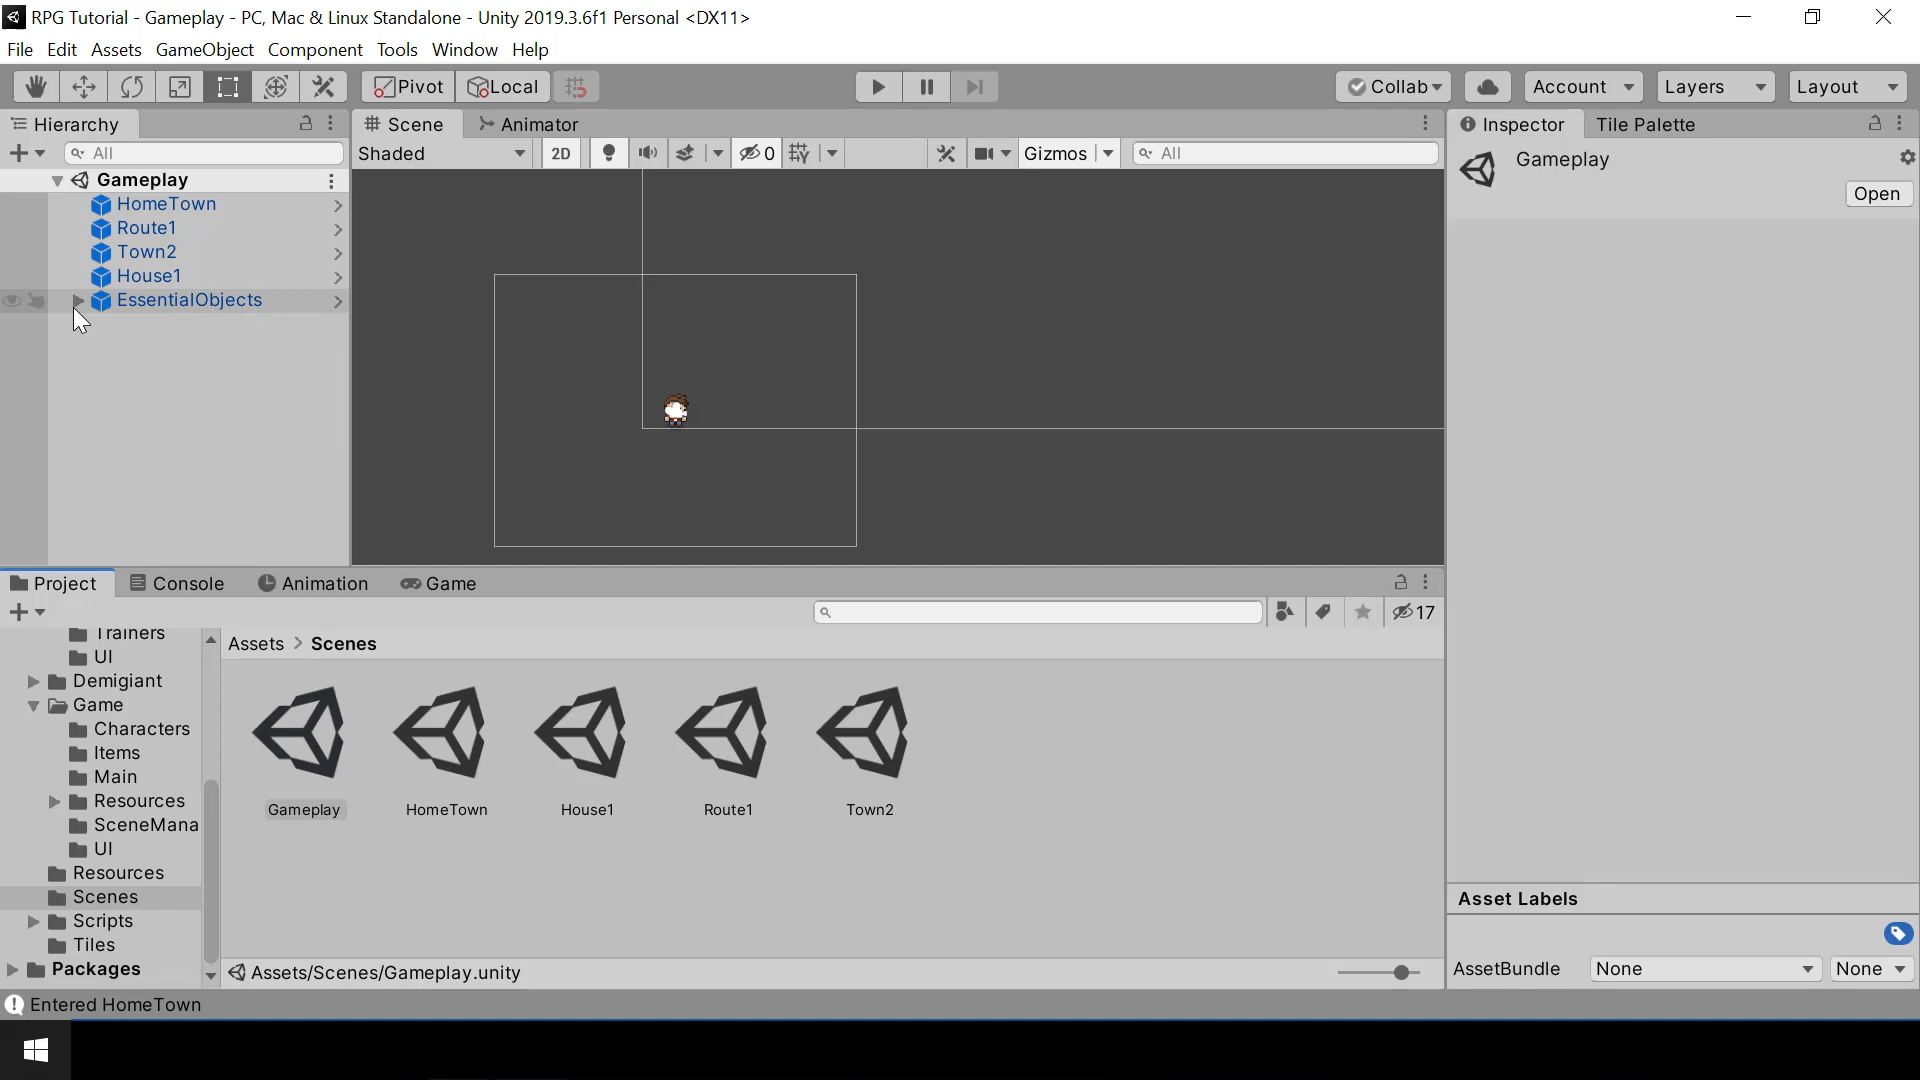 RPG Tutorial - Gameplay - PC, Mac & Linux Standalone - Unity 2019.3.6f1 Personal <DX11>
File Edit Assets GameObject Component Tools Window Help
Pivot Local Collab Account Layers Layout
Hierarchy Scene Animator Inspector Tile Palette
All Shaded 2D 0 Gizmos All
Gameplay
HomeTown
Route1
Town2
House1
EssentialObjects
Gameplay
Open
Project Console Animation Game
17
Trainers
UI
Demigiant
Game
Characters
Items
Main
Resources
SceneMana
UI
Resources
Scenes
Scripts
Tiles
Packages
Assets > Scenes
Gameplay HomeTown House1 Route1 Town2
Assets/Scenes/Gameplay.unity
Asset Labels
AssetBundle None None
Entered HomeTown